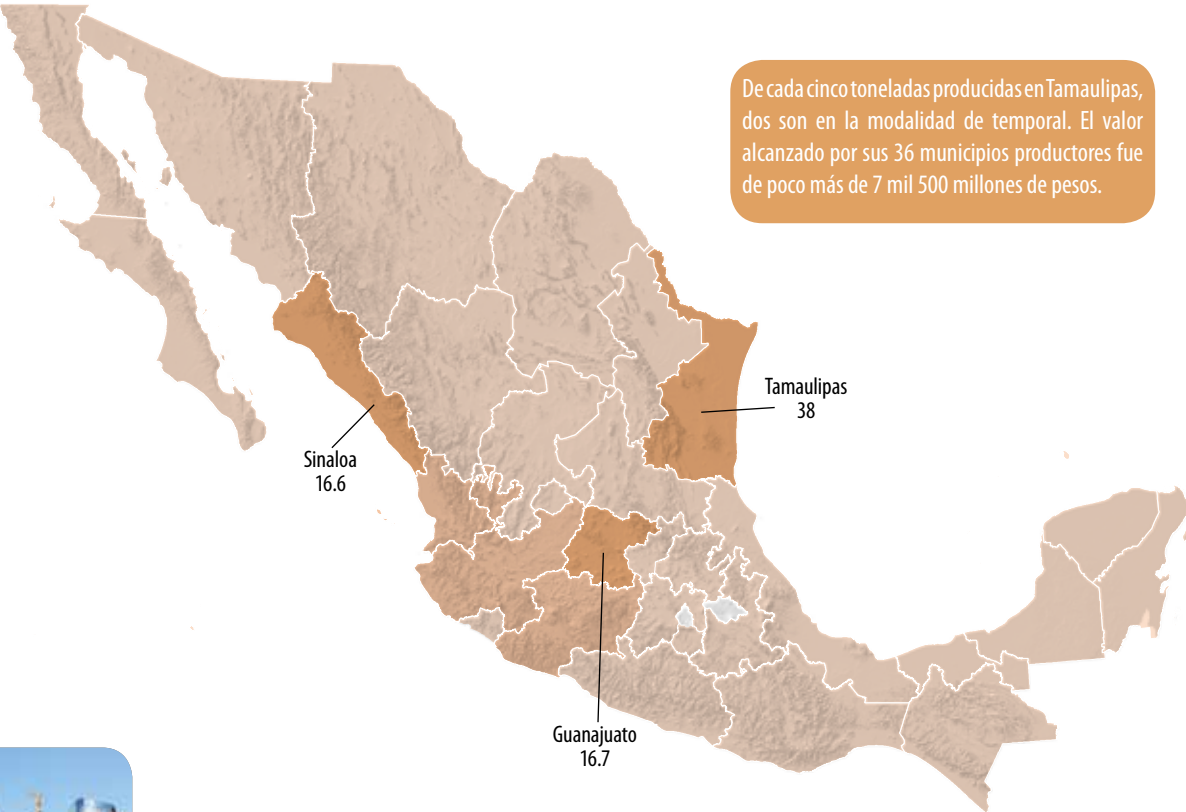 De cada cinco toneladas producidas en Tamaulipas,
dos son en la modalidad de temporal. El valor
alcanzado por sus 36 municipios productores fue
de poco más de 7 mil 500 millones de pesos.
Tamaulipas
38
Sinaloa
16.6
Guanajuato
16.7